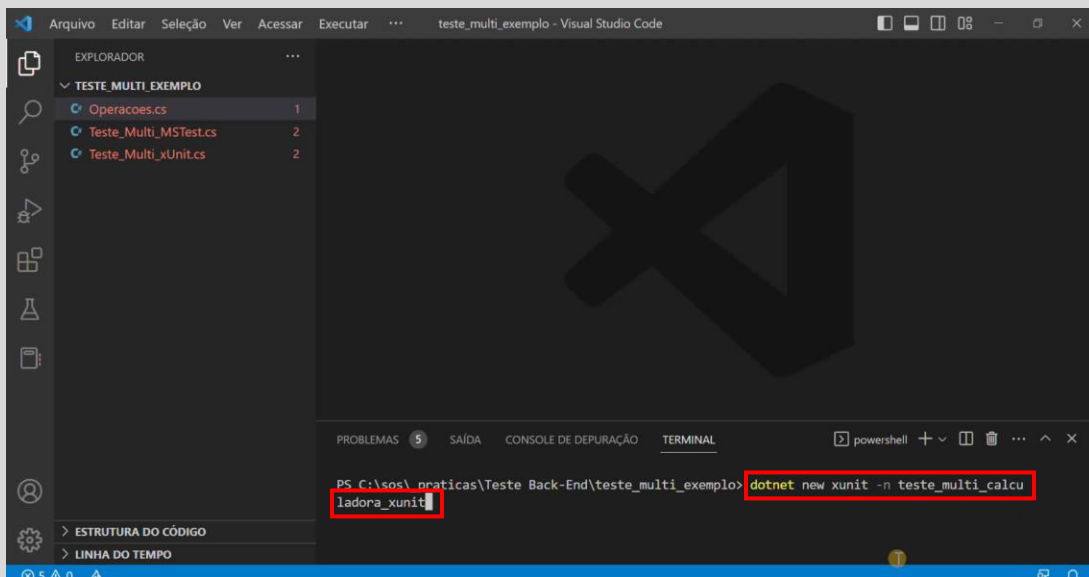 Arquivo Editar Seleção Ver Acessar Executar ··· teste_multi_exemplo - Visual Studio Code
EXPLORADOR ···
TESTE_MULTI_EXEMPLO
C# Operacoes.cs 1
C# Teste_Multi_MSTest.cs 2
C# Teste_Multi_xUnit.cs 2
PROBLEMAS 5 SAÍDA CONSOLE DE DEPURAÇÃO TERMINAL powershell
PS C:\sos\_praticas\Teste Back-End\teste_multi_exemplo> dotnet new xunit -n teste_multi_calcu
ladora_xunit
ESTRUTURA DO CÓDIGO
LINHA DO TEMPO
5 0